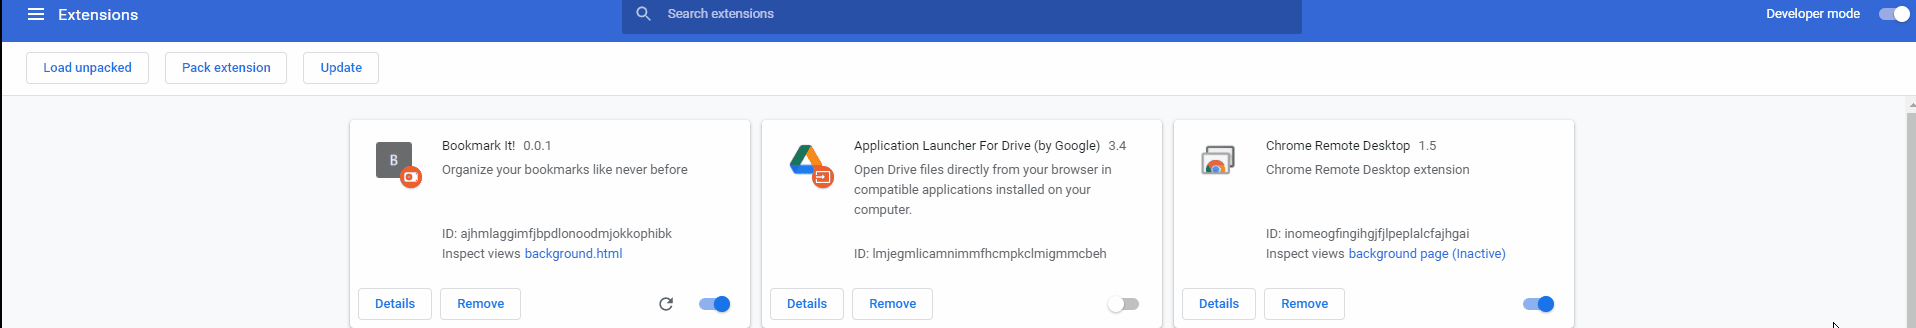 Extensions
Search extensions
Developer mode
Load unpacked
Pack extension
Update
B
Bookmark It! 0.0.1
Organize your bookmarks like never before
ID: ajhmlaggimfjbpdlonoodmjokkophibk
Inspect views background.html
Details
Remove
Application Launcher For Drive (by Google) 3.4
Open Drive files directly from your browser in
compatible applications installed on your
computer.
ID: lmjegmlicamnimmfhcmpkclmigmmcbeh
Details
Remove
Chrome Remote Desktop 1.5
Chrome Remote Desktop extension
ID: inomeogfingihgjfjlpeplalcfajhgai
Inspect views background page (Inactive)
Details
Remove